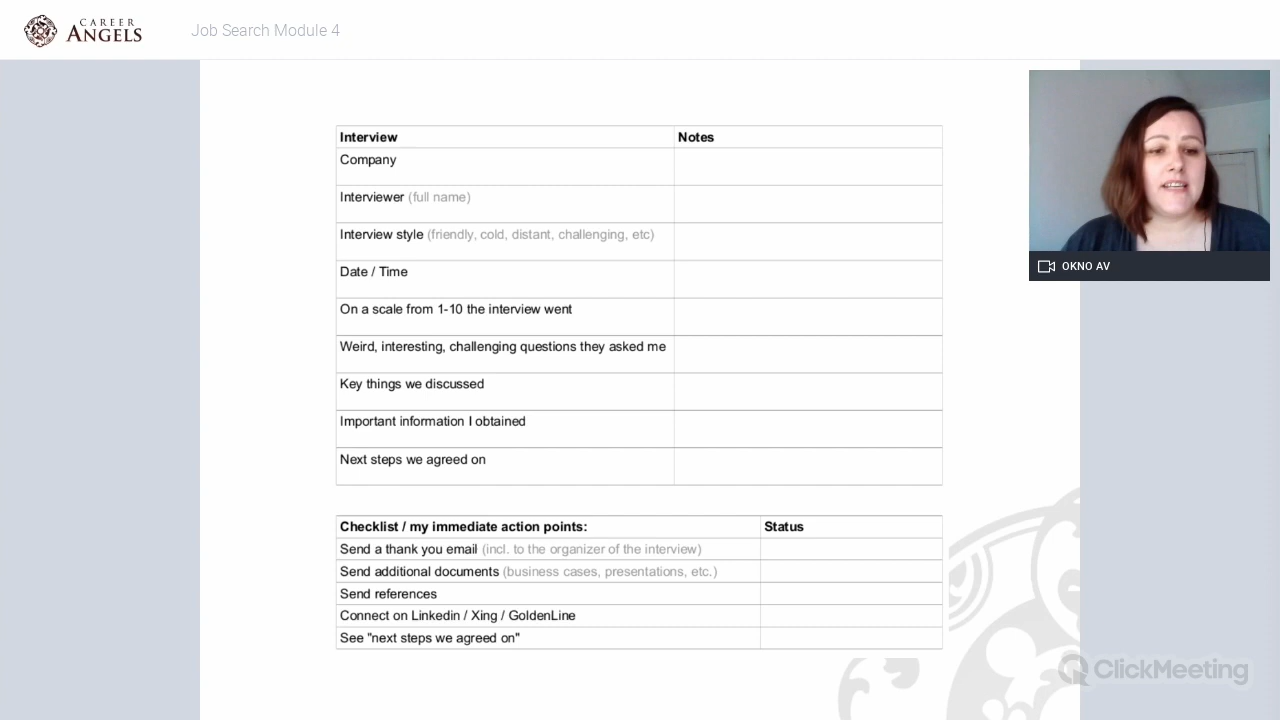 CAREER
ANGELS
Job Search Module 4
Interview Notes
Company
Interviewer (full name)
Interview style (friendly, cold, distant, challenging, etc)
Date / Time
On a scale from 1-10 the interview went
Weird, interesting, challenging questions they asked me
Key things we discussed
Important information I obtained
Next steps we agreed on
Checklist / my immediate action points: Status
Send a thank you email (incl. to the organizer of the interview)
Send additional documents (business cases, presentations, etc.)
Send references
Connect on Linkedin / Xing / GoldenLine
See "next steps we agreed on"
OKNO AV
ClickMeeting